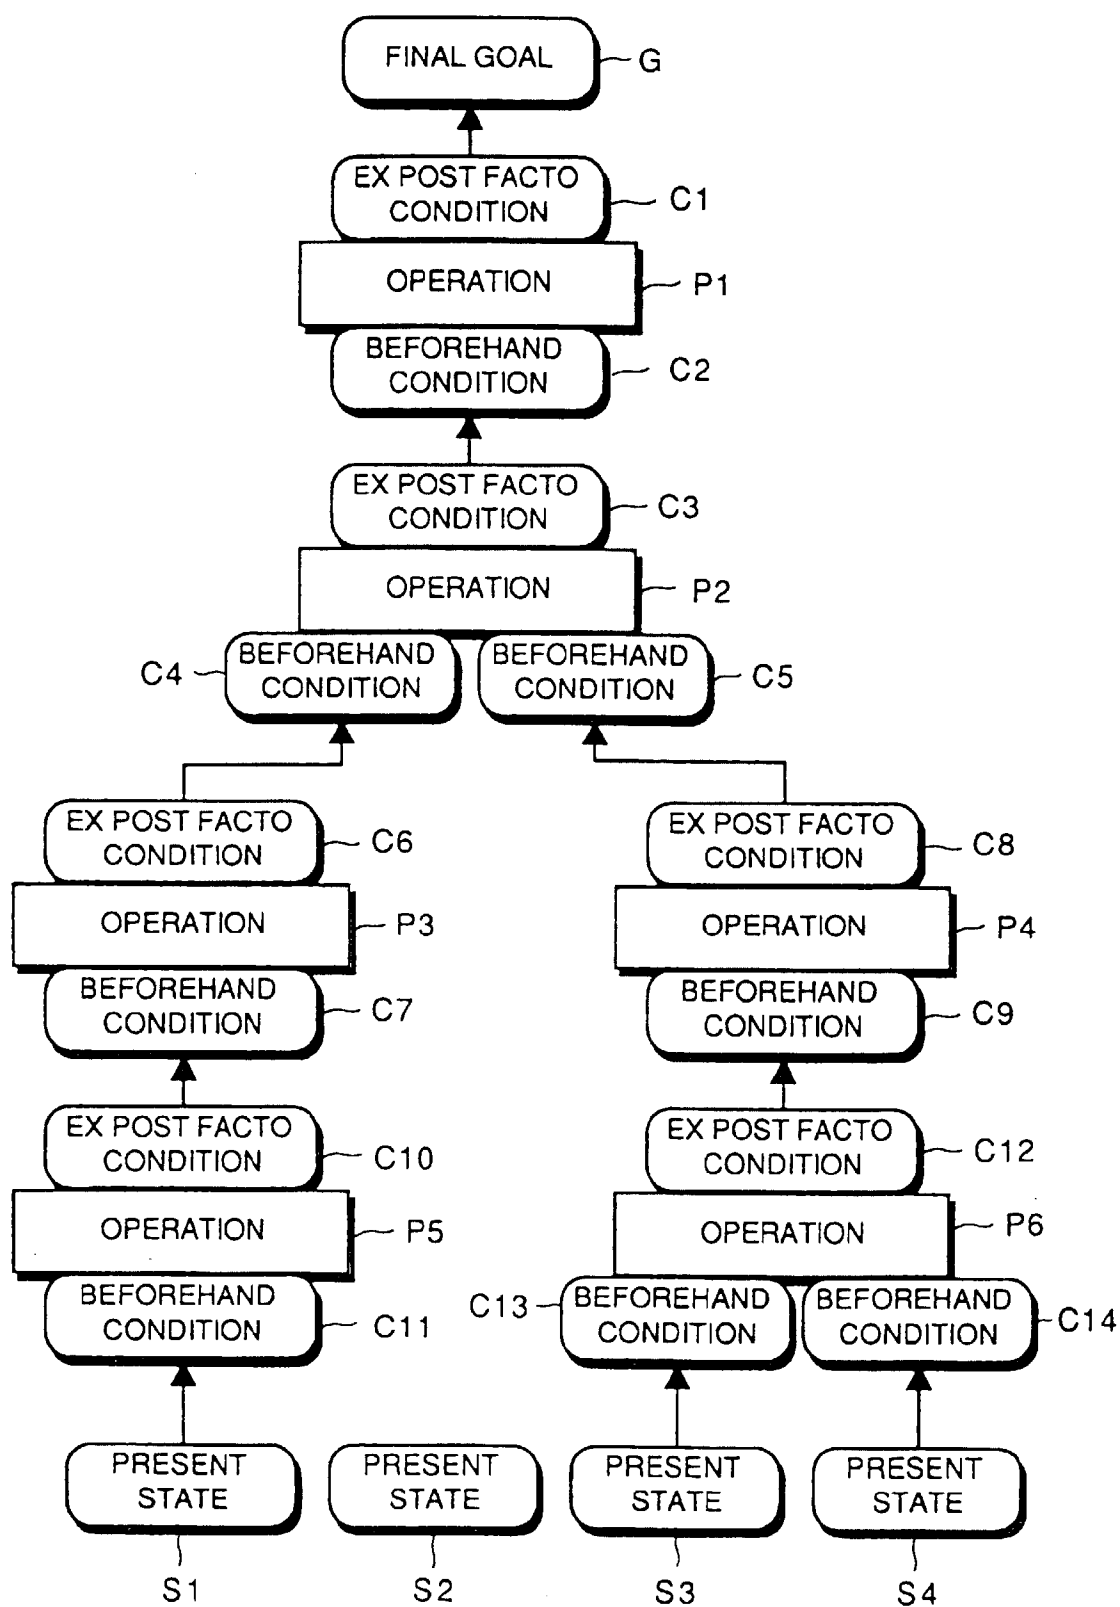 FINAL GOAL
G
EX POST FACTO
CONDITION
C1
OPERATION
P1
BEFOREHAND
CONDITION
C2
EX POST FACTO
CONDITION
C3
OPERATION
P2
C4
BEFOREHAND
CONDITION
BEFOREHAND
CONDITION
C5
EX POST FACTO
CONDITION
C6
OPERATION
P3
BEFOREHAND
CONDITION
C7
EX POST FACTO
CONDITION
C8
OPERATION
P4
BEFOREHAND
CONDITION
C9
EX POST FACTO
CONDITION
C10
OPERATION
P5
BEFOREHAND
CONDITION
C11
EX POST FACTO
CONDITION
C12
OPERATION
P6
C13
BEFOREHAND
CONDITION
BEFOREHAND
CONDITION
C14
PRESENT
STATE
S1
PRESENT
STATE
S2
PRESENT
STATE
S3
PRESENT
STATE
S4